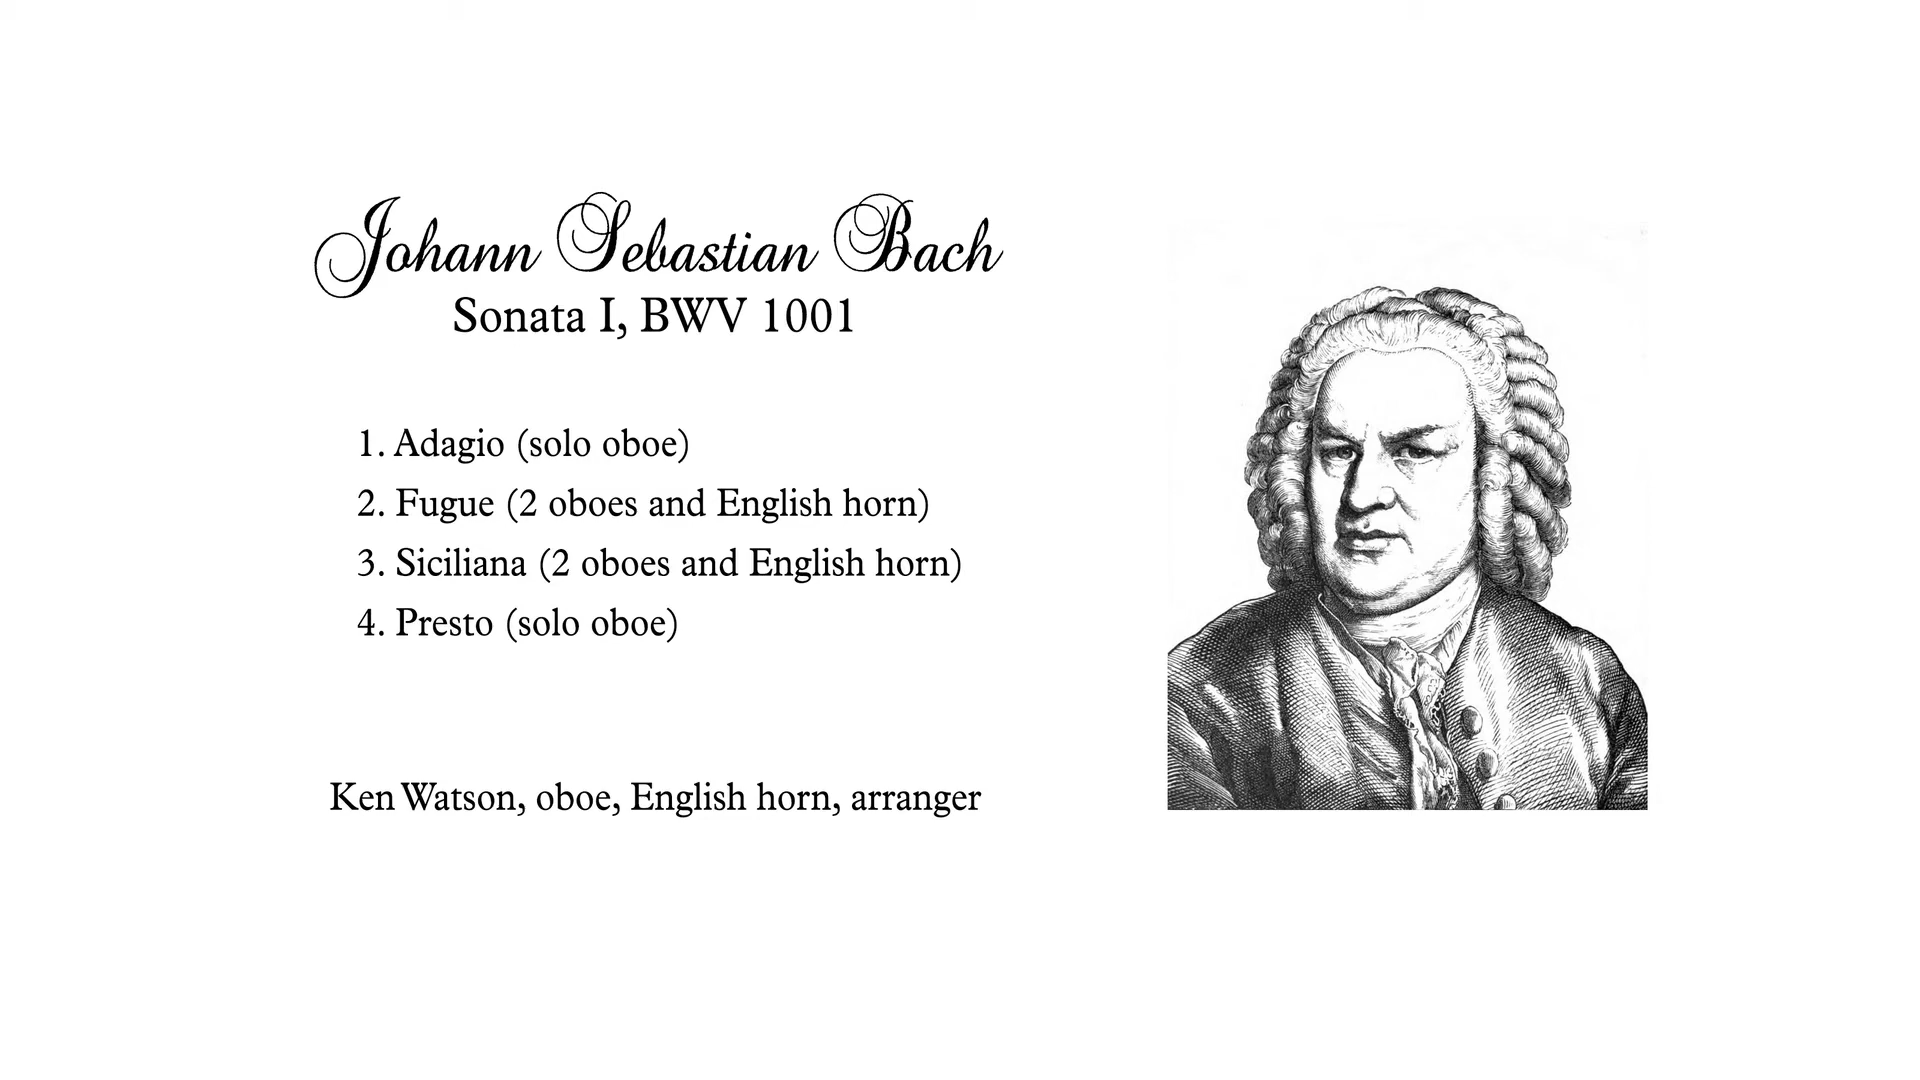 Johann Sebastian Bach
Sonata I, BWV 1001
1. Adagio (solo oboe)
2. Fugue (2 oboes and English horn)
3. Siciliana (2 oboes and English horn)
4. Presto (solo oboe)
Ken Watson, oboe, English horn, arranger